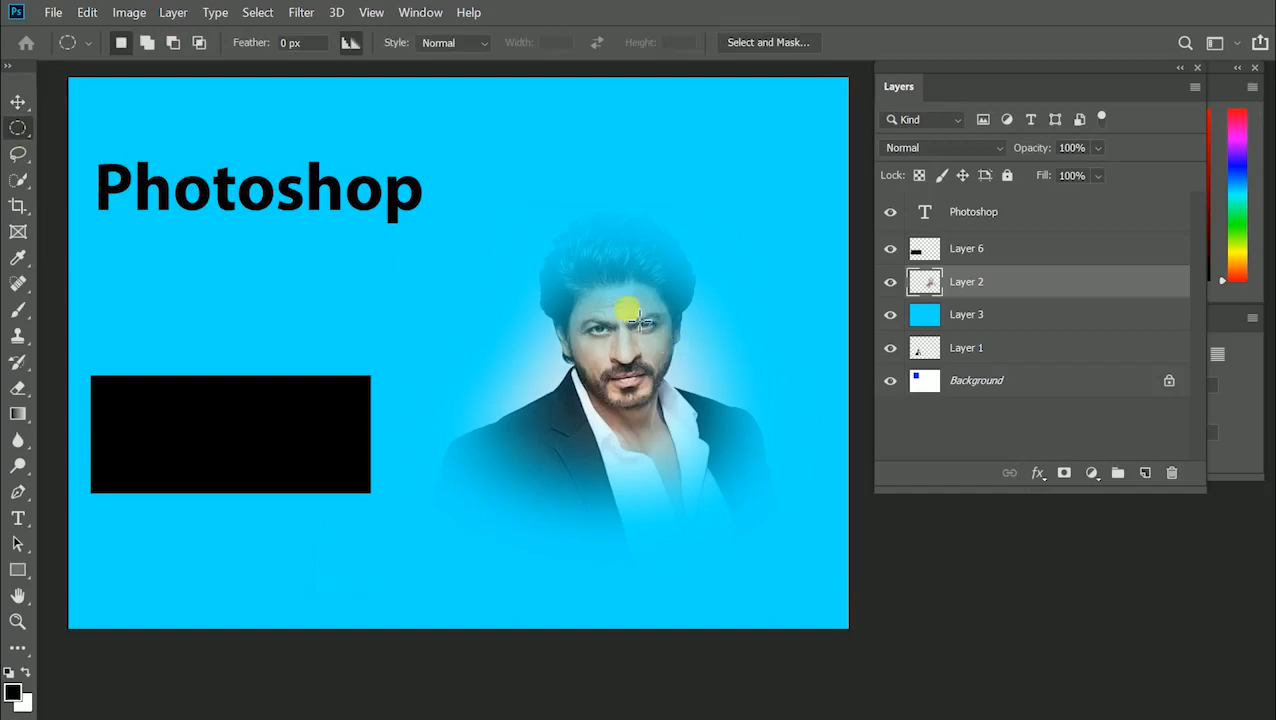 Ps File Edit Image Layer Type Select Filter 3D View Window Help
Feather: 0 px Style: Normal Width: Height: Select and Mask...
Layers
Kind
Normal Opacity: 100%
Lock: Fill: 100%
Photoshop
T Photoshop
Layer 6
Layer 2
Layer 3
Layer 1
Background
fx